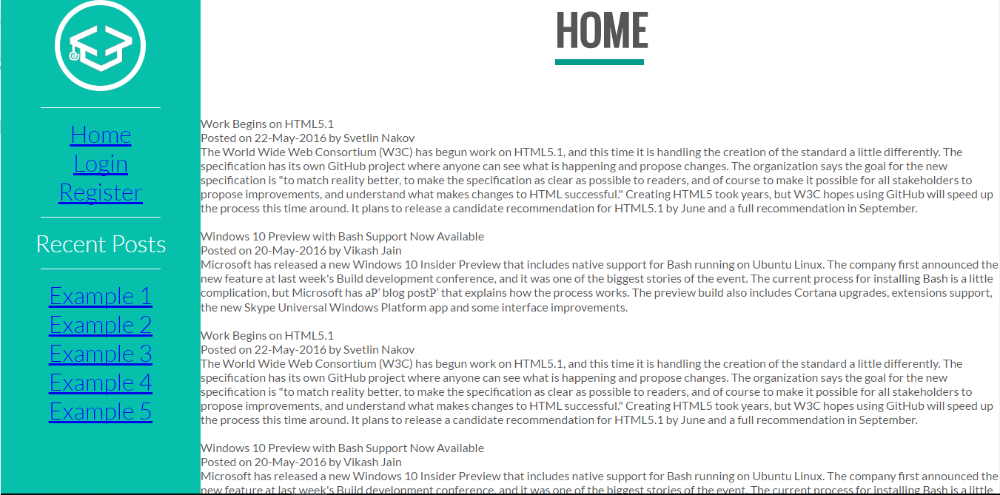 Home
Login
Register
Recent Posts
Example 1
Example 2
Example 3
Example 4
Example 5
HOME
Work Begins on HTML5.1
Posted on 22-May-2016 by Svetlin Nakov
The World Wide Web Consortium (W3C) has begun work on HTML5.1, and this time it is handling the creation of the standard a little differently. The
specification has its own GitHub project where anyone can see what is happening and propose changes. The organization says the goal for the new
specification is "to match reality better, to make the specification as clear as possible to readers, and of course to make it possible for all stakeholders to
propose improvements, and understand what makes changes to HTML successful." Creating HTML5 took years, but W3C hopes using GitHub will speed up
the process this time around. It plans to release a candidate recommendation for HTML5.1 by June and a full recommendation in September.
Windows 10 Preview with Bash Support Now Available
Posted on 20-May-2016 by Vikash Jain
Microsoft has released a new Windows 10 Insider Preview that includes native support for Bash running on Ubuntu Linux. The company first announced the
new feature at last week's Build development conference, and it was one of the biggest stories of the event. The current process for installing Bash is a little
complication, but Microsoft has aР’ blog postР’ that explains how the process works. The preview build also includes Cortana upgrades, extensions support,
the new Skype Universal Windows Platform app and some interface improvements.
Work Begins on HTML5.1
Posted on 22-May-2016 by Svetlin Nakov
The World Wide Web Consortium (W3C) has begun work on HTML5.1, and this time it is handling the creation of the standard a little differently. The
specification has its own GitHub project where anyone can see what is happening and propose changes. The organization says the goal for the new
specification is "to match reality better, to make the specification as clear as possible to readers, and of course to make it possible for all stakeholders to
propose improvements, and understand what makes changes to HTML successful." Creating HTML5 took years, but W3C hopes using GitHub will speed up
the process this time around. It plans to release a candidate recommendation for HTML5.1 by June and a full recommendation in September.
Windows 10 Preview with Bash Support Now Available
Posted on 20-May-2016 by Vikash Jain
Microsoft has released a new Windows 10 Insider Preview that includes native support for Bash running on Ubuntu Linux. The company first announced the
new feature at last week's Build development conference, and it was one of the biggest stories of the event. The current process for installing Bash is a little